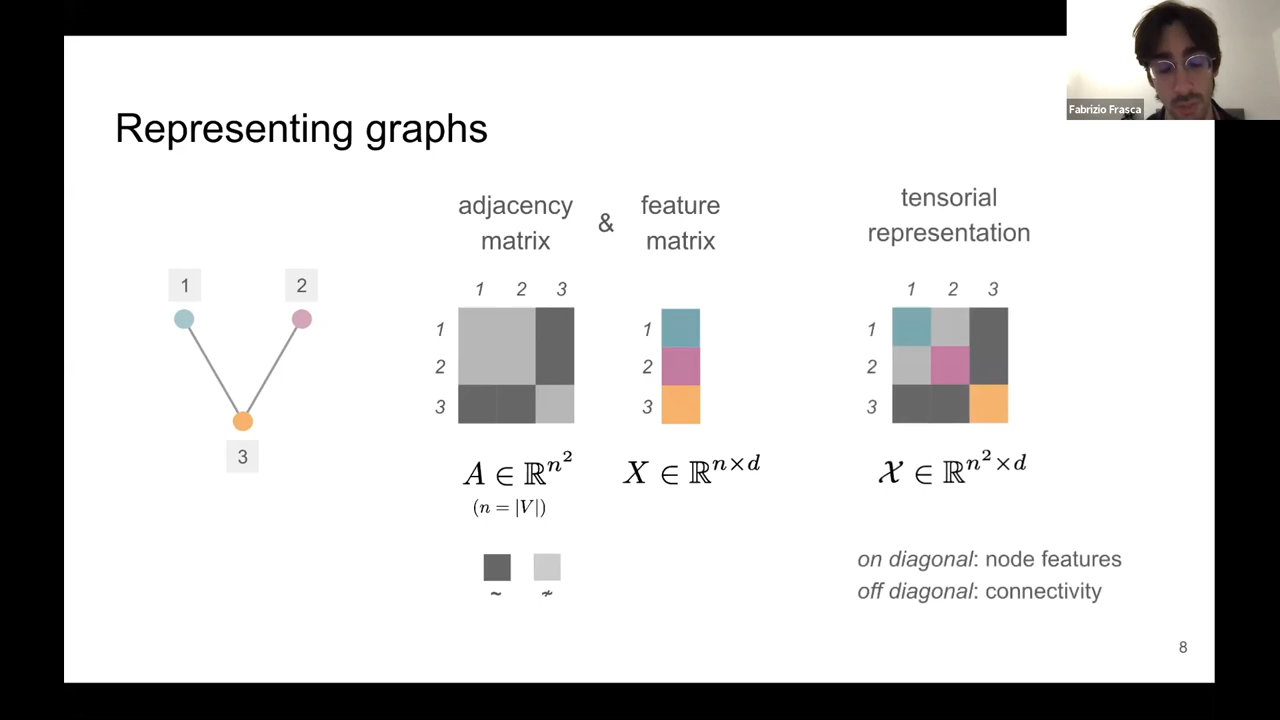 Fabrizio Frasca
Representing graphs
1
2
3
adjacency
matrix
&
feature
matrix
tensorial
representation
1 2 3
1
2
3
1
2
3
1 2 3
1
2
3
A ∈ ℝ^{n^2}
(n = |V|)
X ∈ ℝ^{n×d}
𝒳 ∈ ℝ^{n^2×d}
~ ≁
on diagonal: node features
off diagonal: connectivity
8